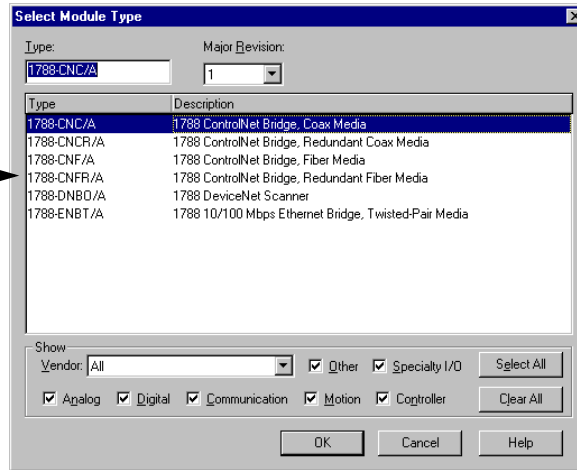 Select Module Type
Type: Major Revision:
1788-CNC/A 1
Type Description
1788-CNC/A 1788 ControlNet Bridge, Coax Media
1788-CNCR/A 1788 ControlNet Bridge, Redundant Coax Media
1788-CNF/A 1788 ControlNet Bridge, Fiber Media
1788-CNFR/A 1788 ControlNet Bridge, Redundant Fiber Media
1788-DNBO/A 1788 DeviceNet Scanner
1788-ENBT/A 1788 10/100 Mbps Ethernet Bridge, Twisted-Pair Media
Show
Vendor: All Other Specialty I/O Select All
Analog Digital Communication Motion Controller Clear All
OK Cancel Help